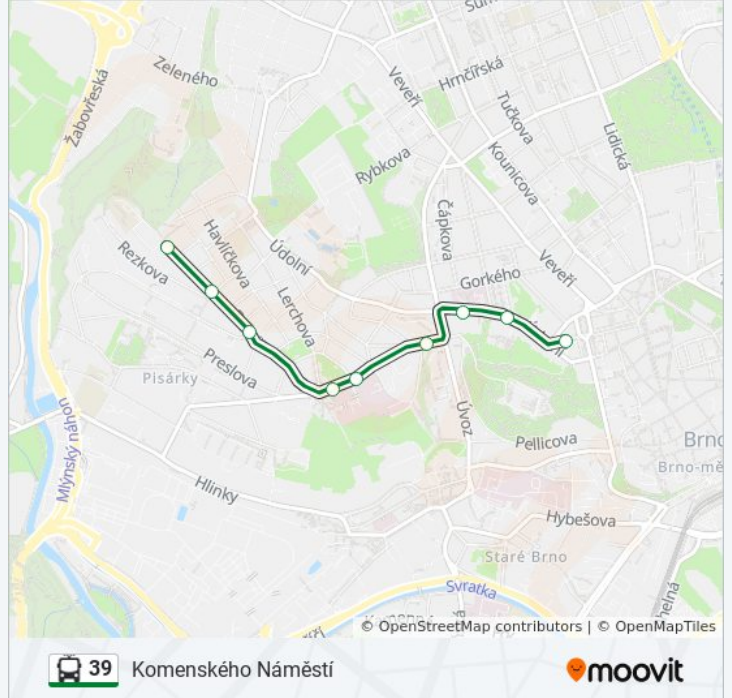 Sum
Zeleného
Žabovřeská
Veveří
Hrnčířská
Tučkova
Lidická
Kounicova
Rybkova
Čápkova
Havlíčkova
Rezkova
Údolní
Veveří
Gorkého
Lerchova
Preslova
Pisárky
Úvoz
Pellicova
Brno
Brno-mě
Mlýnský náhon
Hlinky
Hybešova
Staré Brno
Svratka
© OpenStreetMap contributors | © OpenMapTiles
39 Komenského Náměstí
moovit